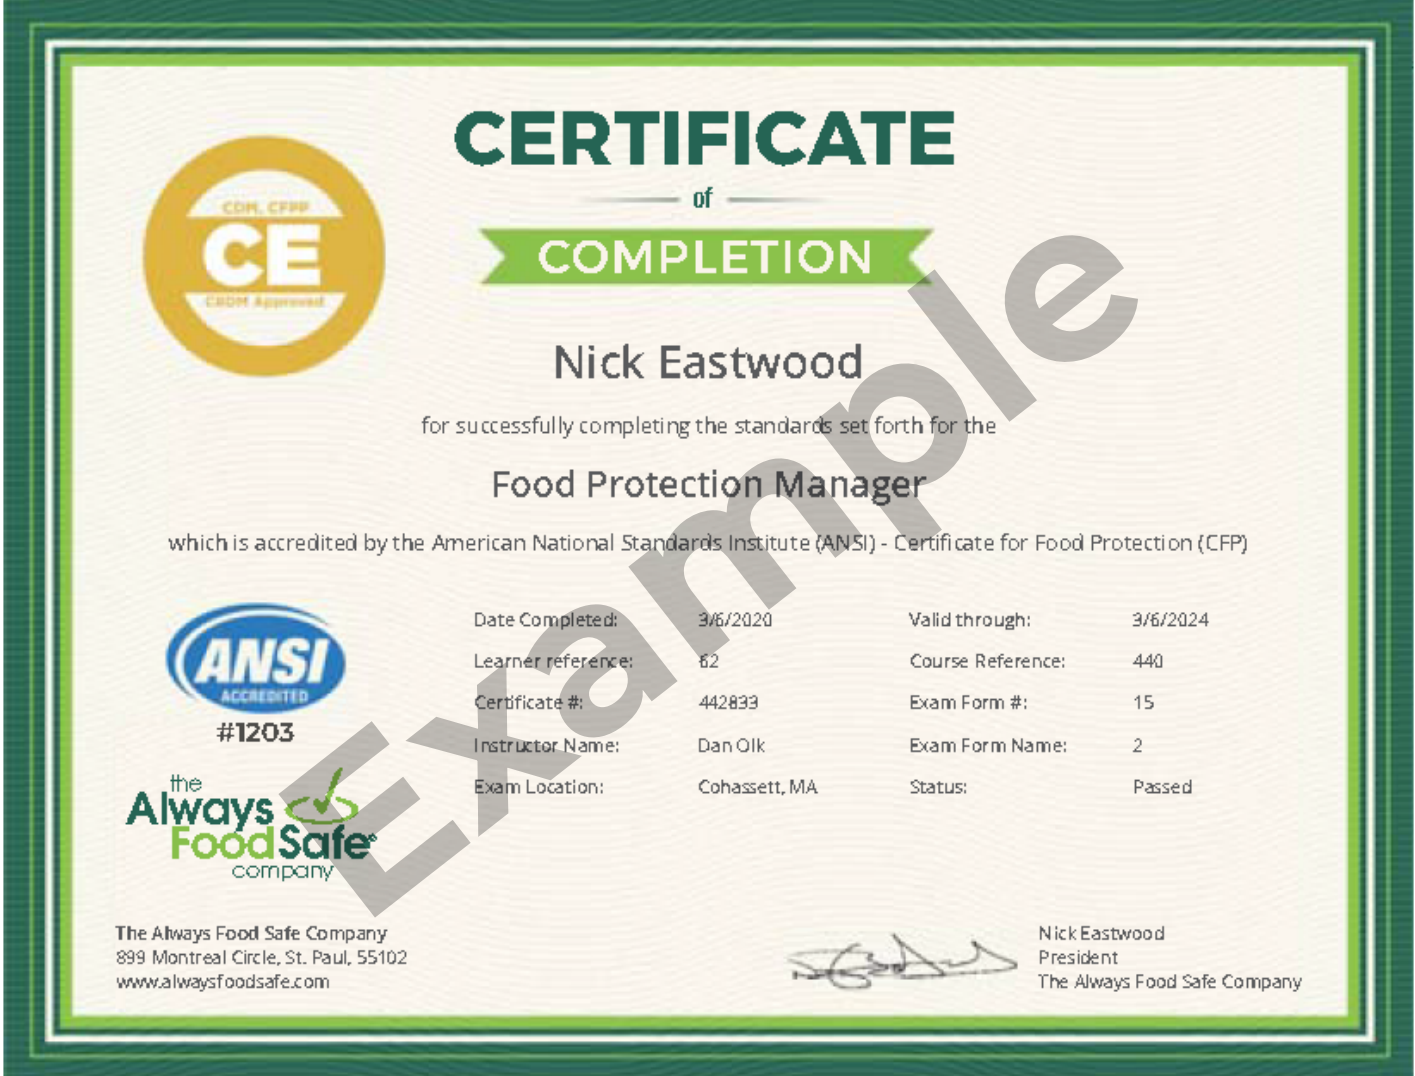 CERTIFICATE
of
COMPLETION
CDM, CFPP
CE
CBDM Approved
Nick Eastwood
for successfully completing the standards set forth for the
Food Protection Manager
which is accredited by the American National Standards Institute (ANSI) - Certificate for Food Protection (CFP)
ANSI
ACCREDITED
#1203
Date Completed: 3/6/2020 Valid through: 3/6/2024
Learner reference: 62 Course Reference: 440
Certificate #: 442833 Exam Form #: 15
Instructor Name: Dan Olk Exam Form Name: 2
Exam Location: Cohassett, MA Status: Passed
the
Always
FoodSafe®
company
The Always Food Safe Company
899 Montreal Circle, St. Paul, 55102
www.alwaysfoodsafe.com
Nick Eastwood
President
The Always Food Safe Company
Example